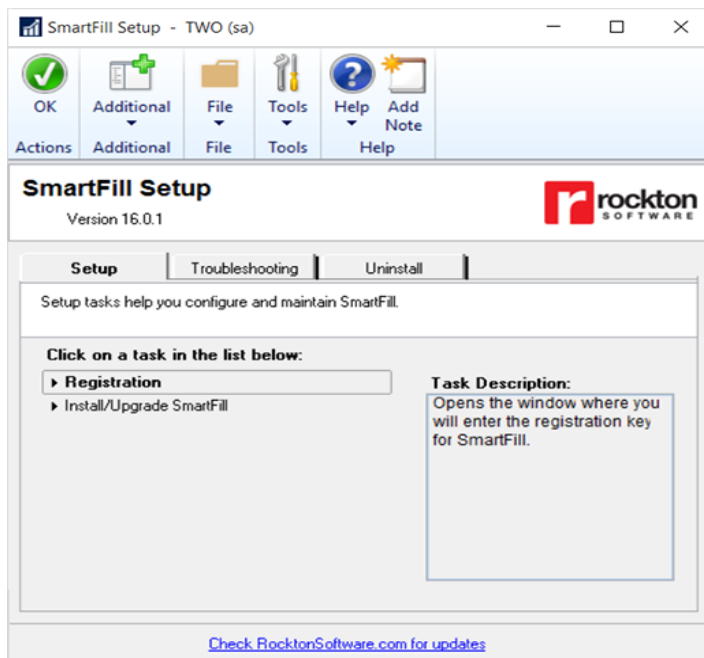 SmartFill Setup - TWO (sa)
OK
Additional
File
Tools
Help
Add Note
Actions
Additional
File
Tools
Help
SmartFill Setup
Version 16.0.1
rockton
SOFTWARE
Setup
Troubleshooting
Uninstall
Setup tasks help you configure and maintain SmartFill.
Click on a task in the list below:
Registration
Install/Upgrade SmartFill
Task Description:
Opens the window where you
will enter the registration key
for SmartFill.
Check RocktonSoftware.com for updates